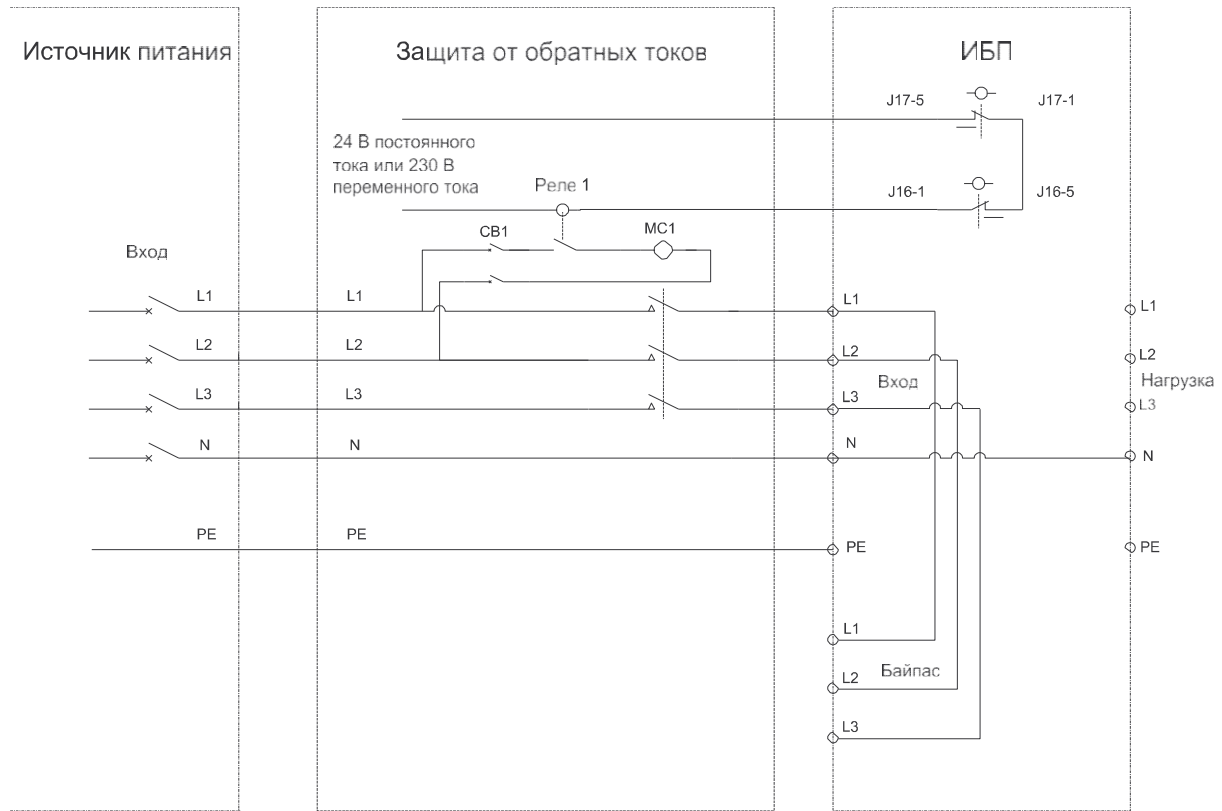 Источник питания
Защита от обратных токов
ИБП
J17-5
J17-1
24 В постоянного
тока или 230 В
переменного тока
Реле 1
J16-1
J16-5
CB1
MC1
Вход
L1
L1
L1
L1
L2
L2
L2
L2
Вход
Нагрузка
L3
L3
L3
L3
N
N
N
N
PE
PE
PE
PE
L1
L2
Байпас
L3